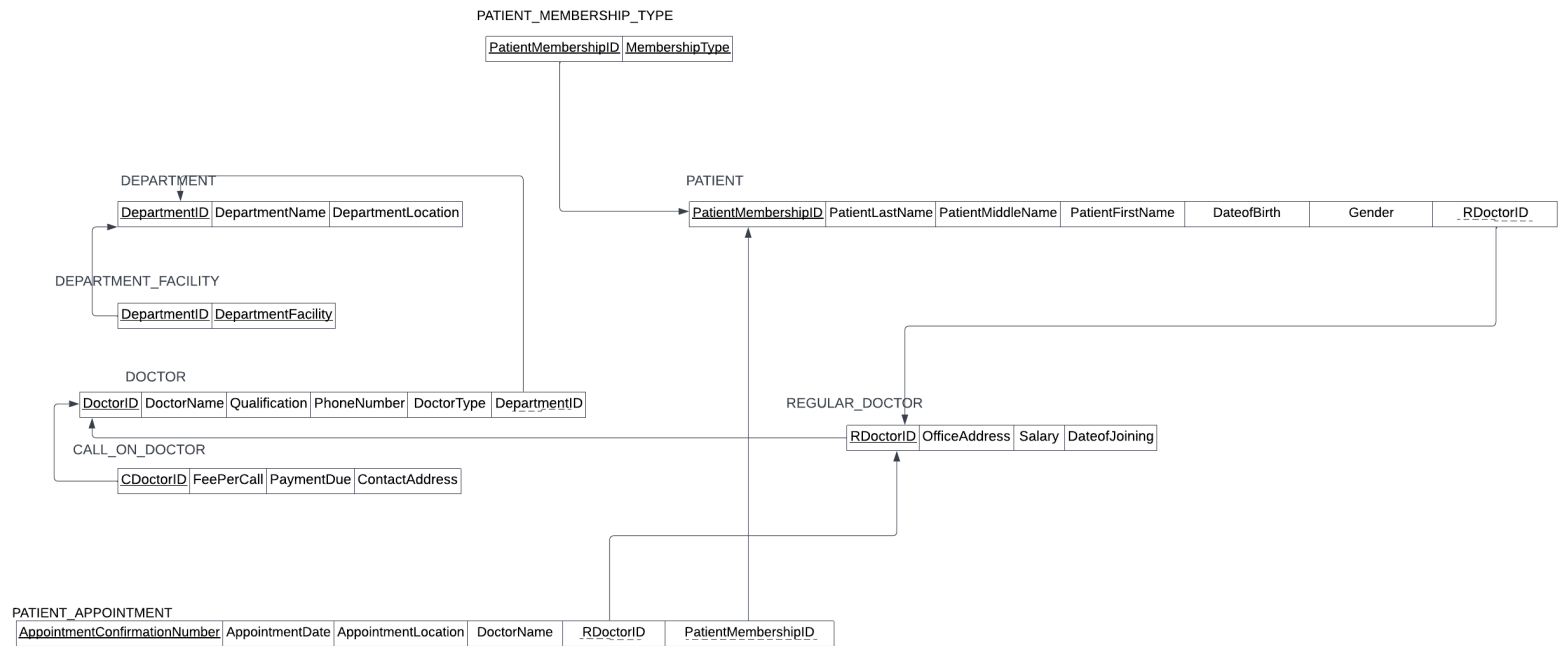 PATIENT_MEMBERSHIP_TYPE
PatientMembershipID MembershipType
DEPARTMENT
DepartmentID DepartmentName DepartmentLocation
PATIENT
PatientMembershipID PatientLastName PatientMiddleName PatientFirstName DateofBirth Gender RDoctorID
DEPARTMENT_FACILITY
DepartmentID DepartmentFacility
DOCTOR
DoctorID DoctorName Qualification PhoneNumber DoctorType DepartmentID
REGULAR_DOCTOR
RDoctorID OfficeAddress Salary DateofJoining
CALL_ON_DOCTOR
CDoctorID FeePerCall PaymentDue ContactAddress
PATIENT_APPOINTMENT
AppointmentConfirmationNumber AppointmentDate AppointmentLocation DoctorName RDoctorID PatientMembershipID